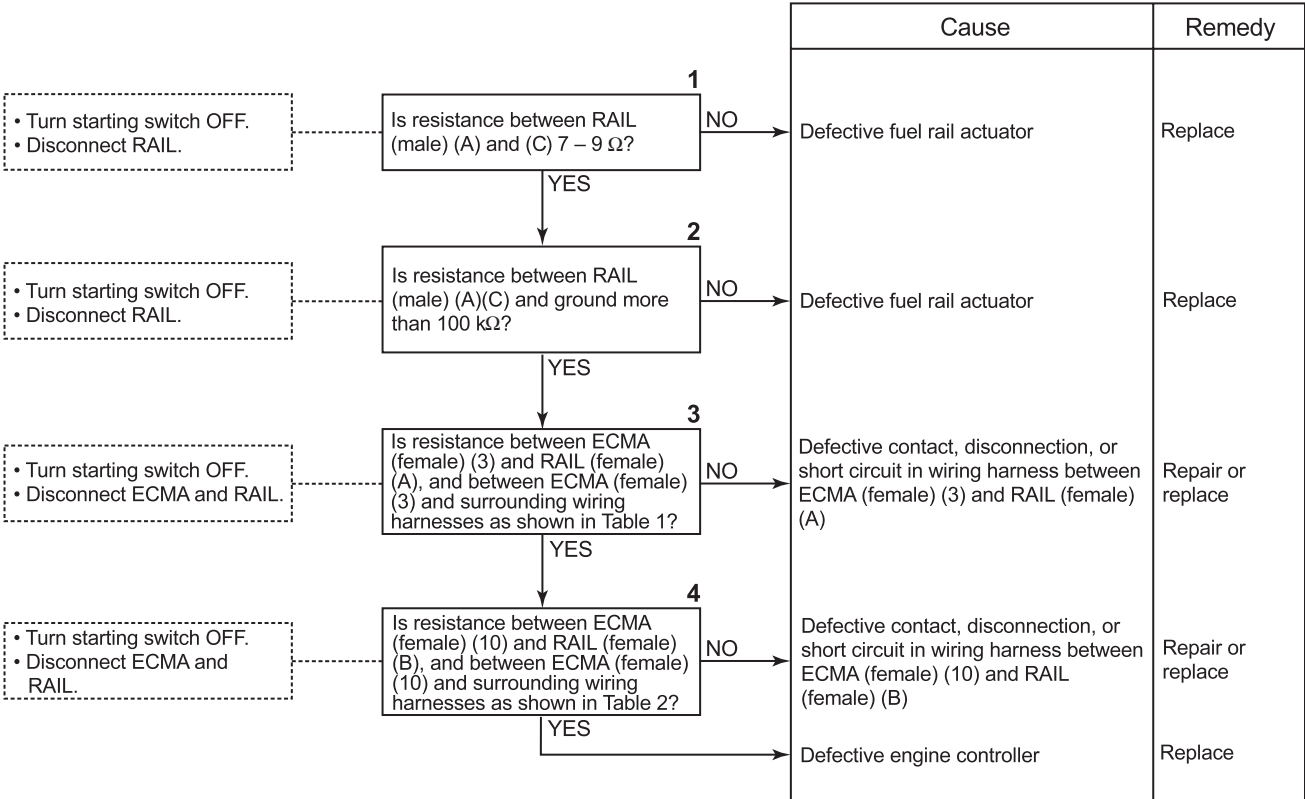 Cause
Remedy
1
• Turn starting switch OFF.
• Disconnect RAIL.
Is resistance between RAIL
(male) (A) and (C) 7 – 9 Ω?
NO
Defective fuel rail actuator
Replace
YES
2
• Turn starting switch OFF.
• Disconnect RAIL.
Is resistance between RAIL
(male) (A)(C) and ground more
than 100 kΩ?
NO
Defective fuel rail actuator
Replace
YES
3
• Turn starting switch OFF.
• Disconnect ECMA and RAIL.
Is resistance between ECMA
(female) (3) and RAIL (female)
(A), and between ECMA (female)
(3) and surrounding wiring
harnesses as shown in Table 1?
NO
Defective contact, disconnection, or
short circuit in wiring harness between
ECMA (female) (3) and RAIL (female)
(A)
Repair or
replace
YES
4
• Turn starting switch OFF.
• Disconnect ECMA and
RAIL.
Is resistance between ECMA
(female) (10) and RAIL (female)
(B), and between ECMA (female)
(10) and surrounding wiring
harnesses as shown in Table 2?
NO
Defective contact, disconnection, or
short circuit in wiring harness between
ECMA (female) (10) and RAIL
(female) (B)
Repair or
replace
YES
Defective engine controller
Replace